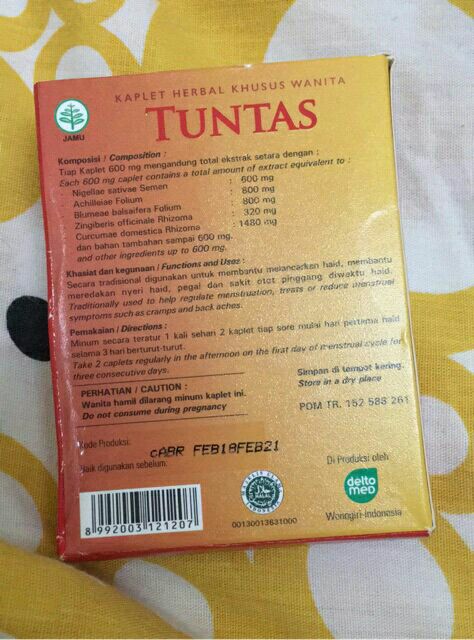 KAPLET HERBAL KHUSUS WANITA
TUNTAS
JAMU
Komposisi / Composition :
Tiap Kaplet 600 mg mengandung total ekstrak setara dengan :
Each 600 mg caplet contains a total amount of extract equivalent to :
Nigellae sativae Semen : 600 mg
Achilleiae Folium : 800 mg
Blumeae balsaifera Folium : 800 mg
Zingiberis officinale Rhizoma : 320 mg
Curcumae domestica Rhizoma : 1480 mg
dan bahan tambahan sampai 600 mg.
and other ingredients up to 600 mg.
Khasiat dan kegunaan / Functions and Uses :
Secara tradisional digunakan untuk membantu melancarkan haid, membantu
meredakan nyeri haid, pegal dan sakit otot pinggang diwaktu haid.
Traditionally used to help regulate menstruation, treats or reduce menstrual
symptoms such as cramps and back aches.
Pemakaian / Directions :
Minum secara teratur 1 kali sehari 2 kaplet tiap sore mulai hari pertama haid
selama 3 hari berturut-turut.
Take 2 caplets regularly in the afternoon on the first day of menstrual cycle for
three consecutive days.
PERHATIAN / CAUTION :
Wanita hamil dilarang minum kaplet ini.
Do not consume during pregnancy
Simpan di tempat kering.
Store in a dry place
POM TR. 152 588 261
Kode Produksi:
CABR FEB18FEB21
Baik digunakan sebelum:
Di Produksi oleh
delto
MED
Wonogiri-Indonesia
HALAL
8 992003 121207
00130013631000